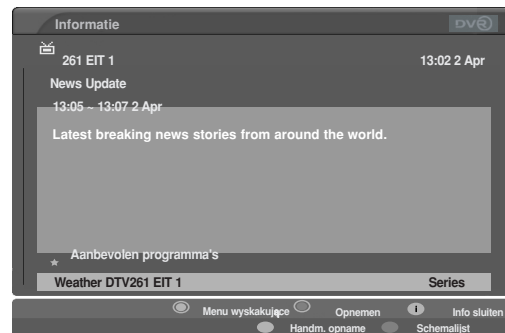 Informatie DVR
261 EIT 1 13:02 2 Apr
News Update
13:05 ~ 13:07 2 Apr
Latest breaking news stories from around the world.
Aanbevolen programma's
Weather DTV261 EIT 1 Series
Menu wyskakujące Opnemen i Info sluiten
Handm. opname Schemalijst